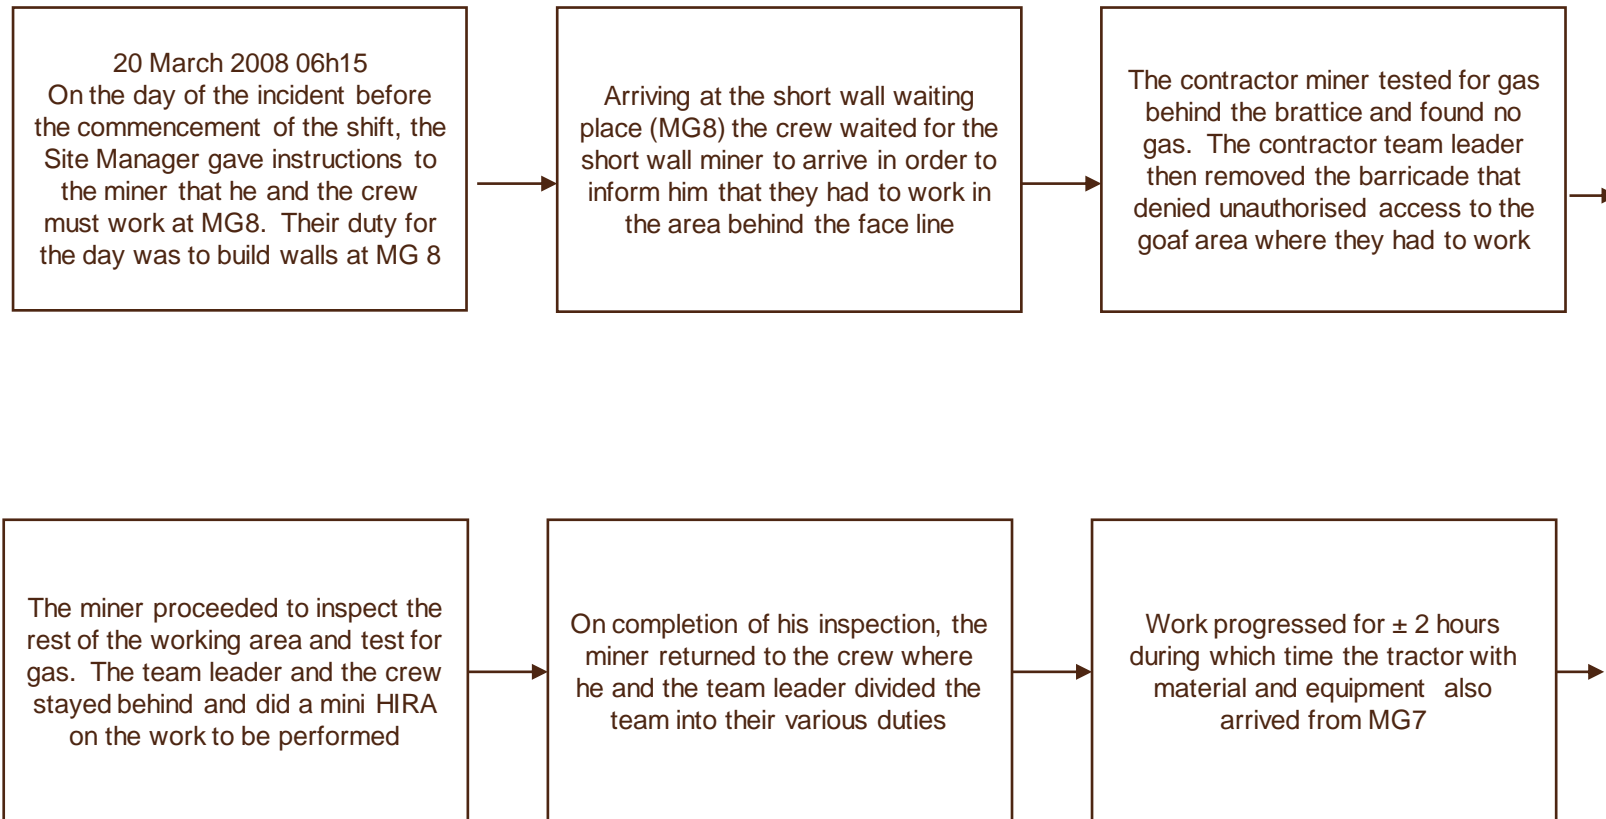 20 March 2008 06h15
On the day of the incident before
the commencement of the shift, the
Site Manager gave instructions to
the miner that he and the crew
must work at MG8. Their duty for
the day was to build walls at MG 8
Arriving at the short wall waiting
place (MG8) the crew waited for the
short wall miner to arrive in order to
inform him that they had to work in
the area behind the face line
The contractor miner tested for gas
behind the brattice and found no
gas. The contractor team leader
then removed the barricade that
denied unauthorised access to the
goaf area where they had to work
The miner proceeded to inspect the
rest of the working area and test for
gas. The team leader and the crew
stayed behind and did a mini HIRA
on the work to be performed
On completion of his inspection, the
miner returned to the crew where
he and the team leader divided the
team into their various duties
Work progressed for ± 2 hours
during which time the tractor with
material and equipment also
arrived from MG7